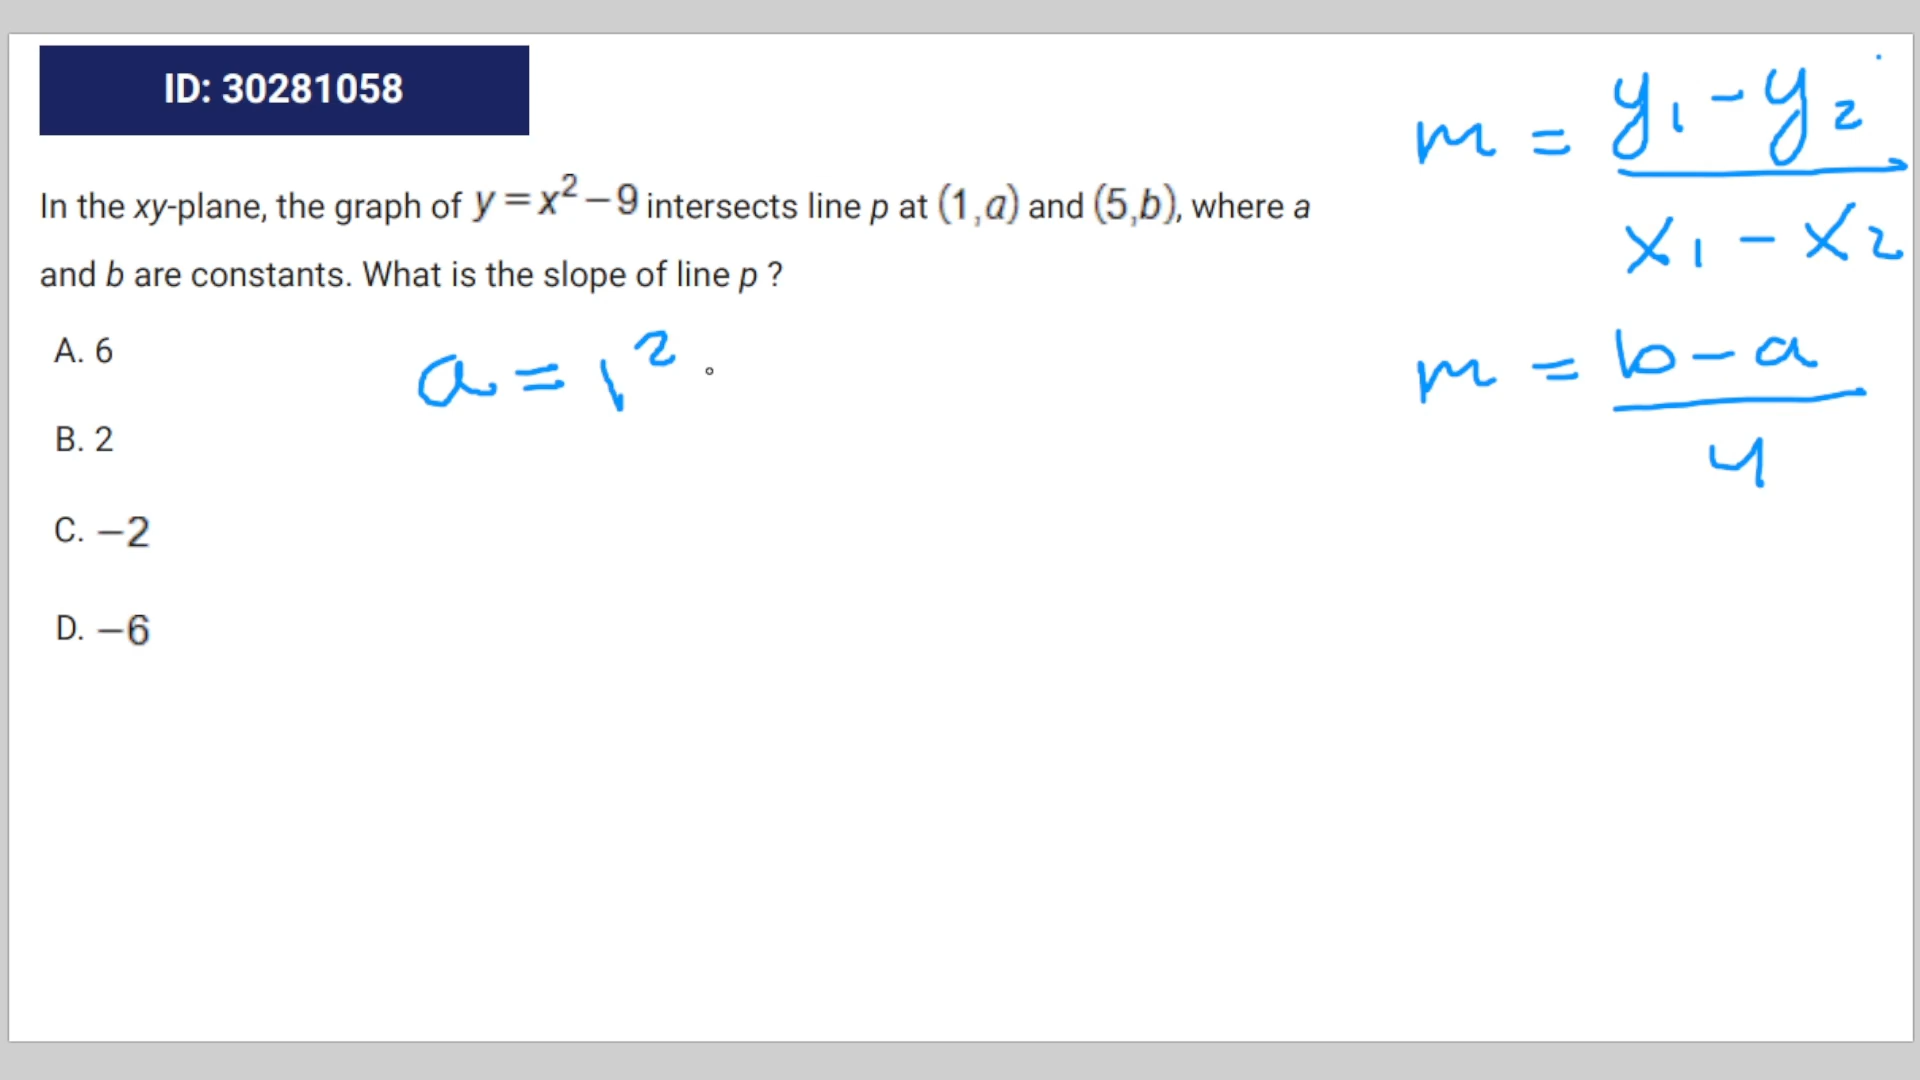 ID: 30281058
In the xy-plane, the graph of y = x² − 9 intersects line p at (1,a) and (5,b), where a
and b are constants. What is the slope of line p ?
A. 6
B. 2
C. −2
D. −6
a = 1²
m = y₁ - y₂
x₁ - x₂
m = b - a
4